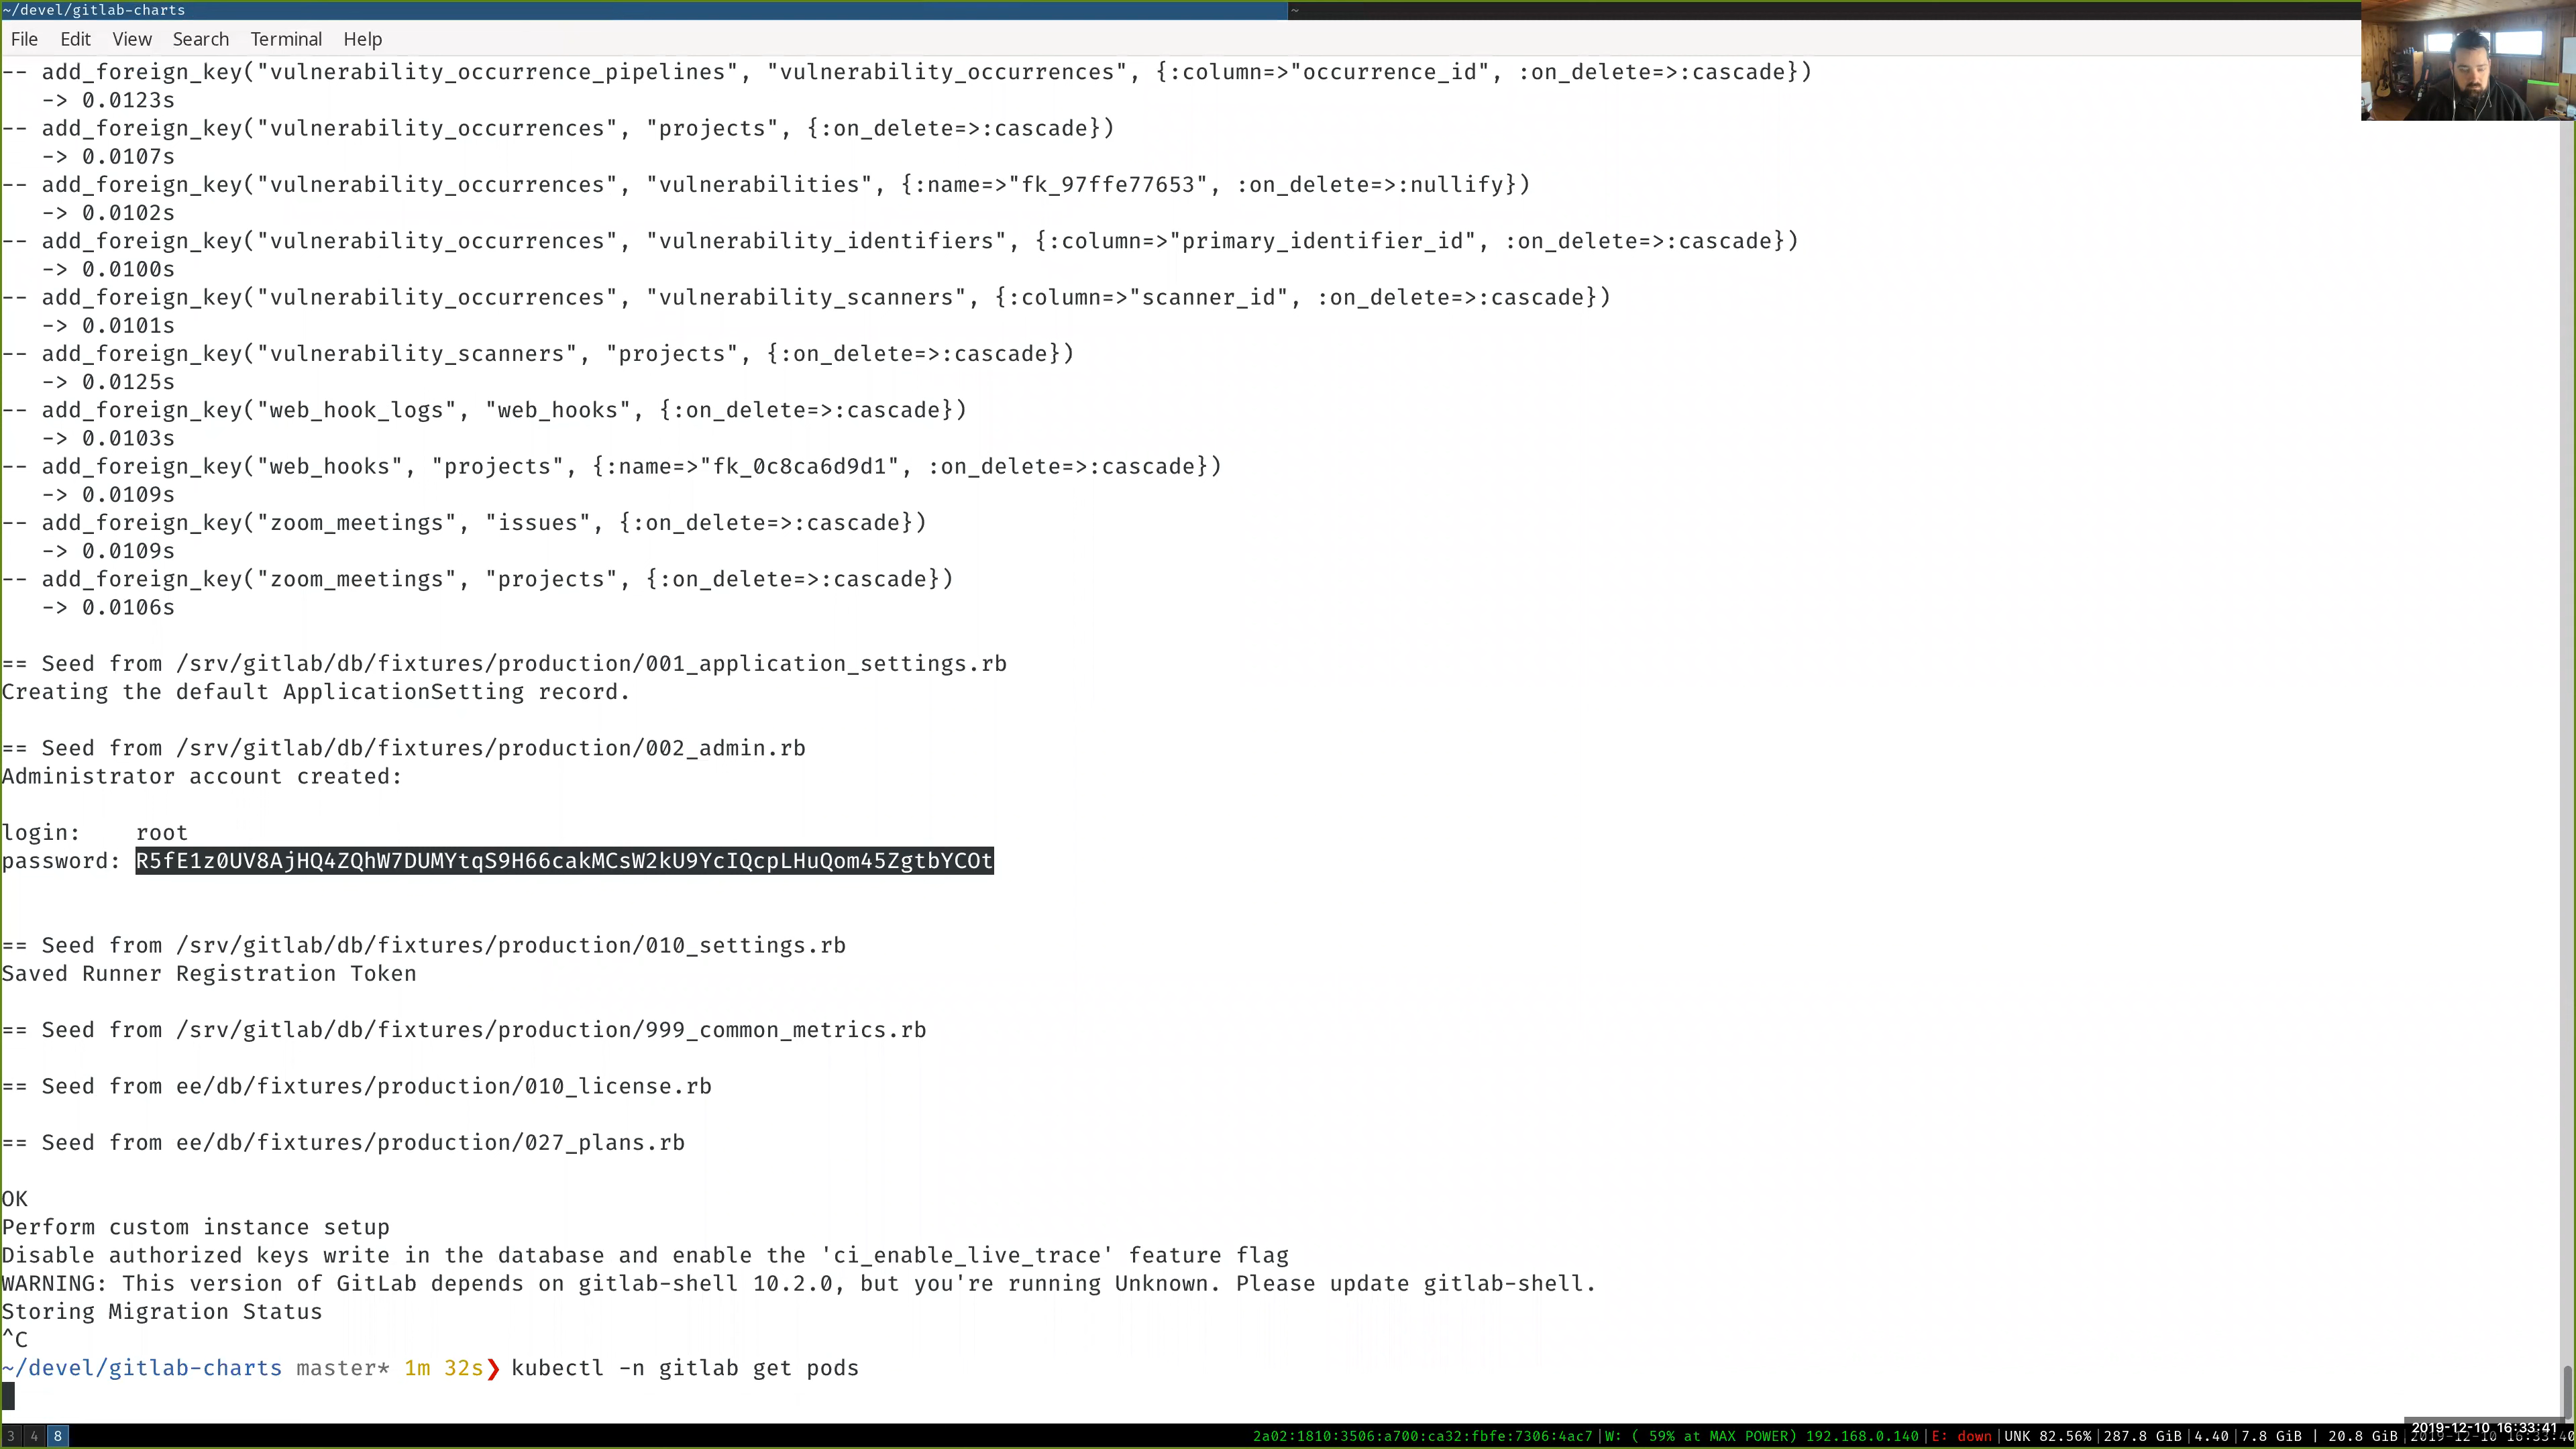 ~/devel/gitlab-charts
~
File Edit View Search Terminal Help
-- add_foreign_key("vulnerability_occurrence_pipelines", "vulnerability_occurrences", {:column=>"occurrence_id", :on_delete=>:cascade})
-> 0.0123s
-- add_foreign_key("vulnerability_occurrences", "projects", {:on_delete=>:cascade})
-> 0.0107s
-- add_foreign_key("vulnerability_occurrences", "vulnerabilities", {:name=>"fk_97ffe77653", :on_delete=>:nullify})
-> 0.0102s
-- add_foreign_key("vulnerability_occurrences", "vulnerability_identifiers", {:column=>"primary_identifier_id", :on_delete=>:cascade})
-> 0.0100s
-- add_foreign_key("vulnerability_occurrences", "vulnerability_scanners", {:column=>"scanner_id", :on_delete=>:cascade})
-> 0.0101s
-- add_foreign_key("vulnerability_scanners", "projects", {:on_delete=>:cascade})
-> 0.0125s
-- add_foreign_key("web_hook_logs", "web_hooks", {:on_delete=>:cascade})
-> 0.0103s
-- add_foreign_key("web_hooks", "projects", {:name=>"fk_0c8ca6d9d1", :on_delete=>:cascade})
-> 0.0109s
-- add_foreign_key("zoom_meetings", "issues", {:on_delete=>:cascade})
-> 0.0109s
-- add_foreign_key("zoom_meetings", "projects", {:on_delete=>:cascade})
-> 0.0106s
== Seed from /srv/gitlab/db/fixtures/production/001_application_settings.rb
Creating the default ApplicationSetting record.
== Seed from /srv/gitlab/db/fixtures/production/002_admin.rb
Administrator account created:
login: root
password: R5fE1z0UV8AjHQ4ZQhW7DUMYtqS9H66cakMCsW2kU9YcIQcpLHuQom45ZgtbYCOt
== Seed from /srv/gitlab/db/fixtures/production/010_settings.rb
Saved Runner Registration Token
== Seed from /srv/gitlab/db/fixtures/production/999_common_metrics.rb
== Seed from ee/db/fixtures/production/010_license.rb
== Seed from ee/db/fixtures/production/027_plans.rb
OK
Perform custom instance setup
Disable authorized keys write in the database and enable the 'ci_enable_live_trace' feature flag
WARNING: This version of GitLab depends on gitlab-shell 10.2.0, but you're running Unknown. Please update gitlab-shell.
Storing Migration Status
^C
~/devel/gitlab-charts master* 1m 32s❯ kubectl -n gitlab get pods
3 4 8
2a02:1810:3506:a700:ca32:fbfe:7306:4ac7|W: ( 59% at MAX POWER) 192.168.0.140|E: down|UNK 82.56%|287.8 GiB|4.40|7.8 GiB | 20.8 GiB
2019-12-10 16:33:41